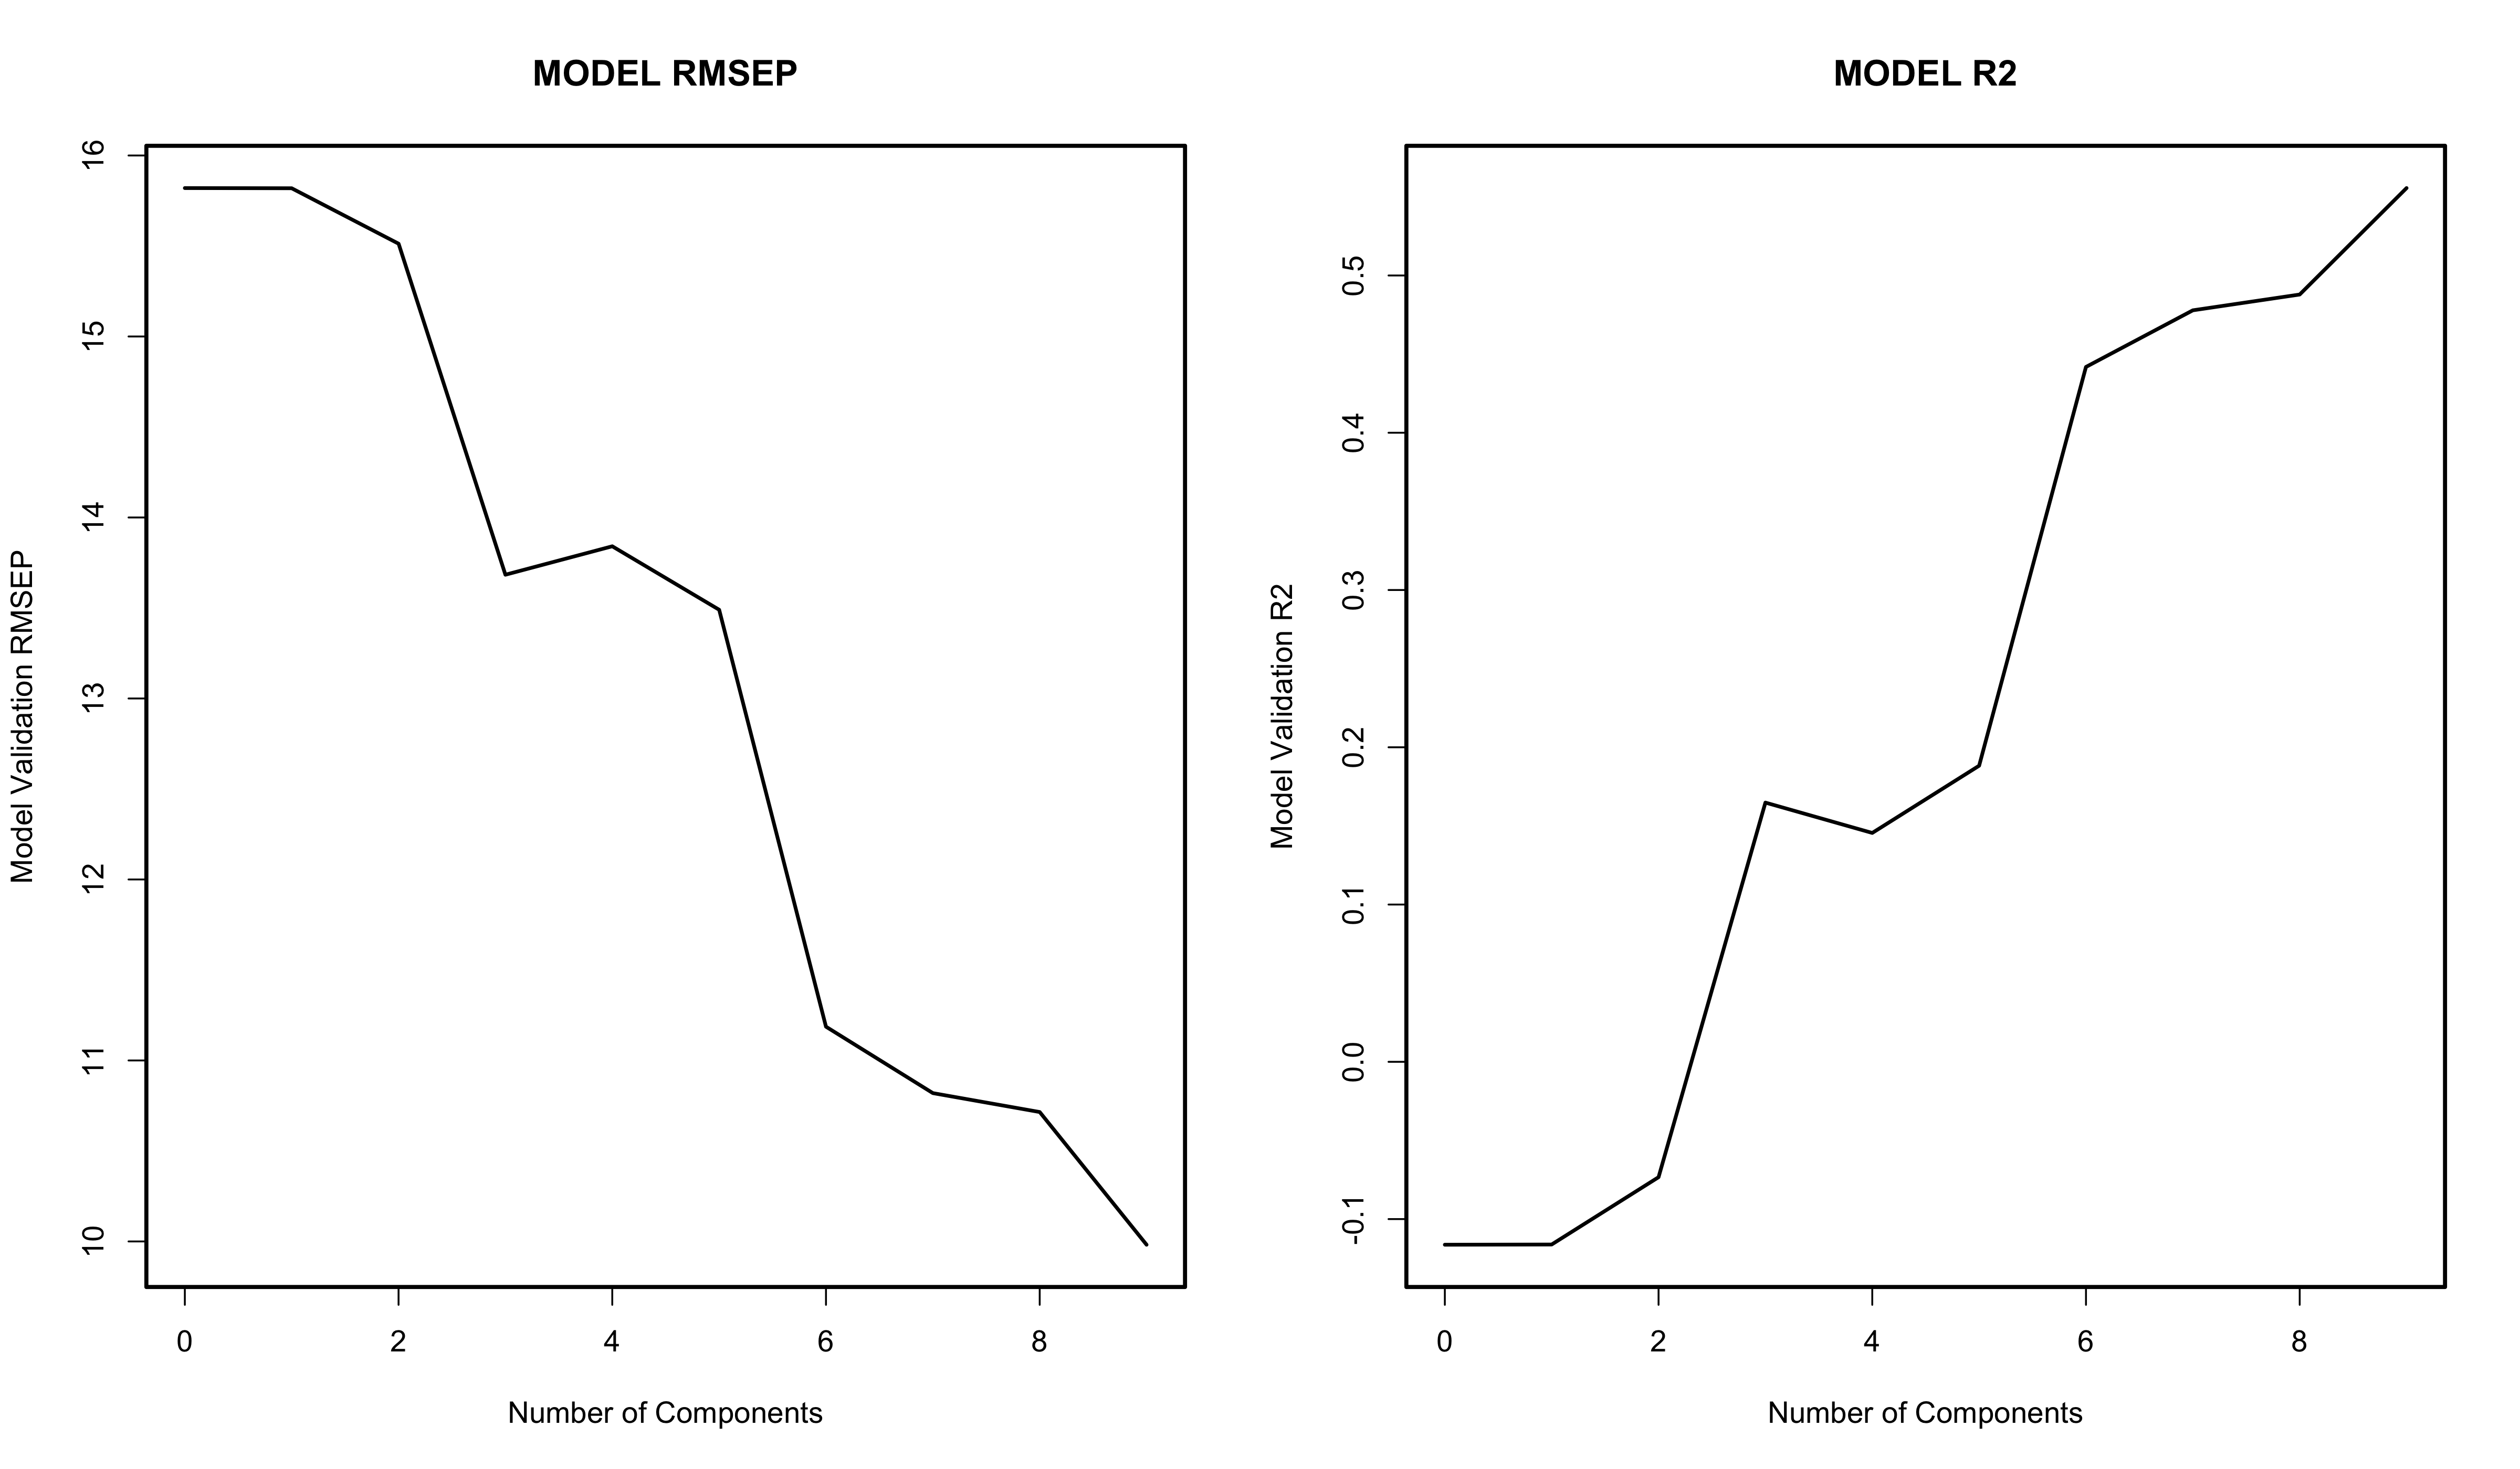 MODEL RMSEP
Model Validation RMSEP
16
15
14
13
12
11
10
0 2 4 6 8
Number of Components
MODEL R2
Model Validation R2
0.5
0.4
0.3
0.2
0.1
0.0
-0.1
0 2 4 6 8
Number of Components